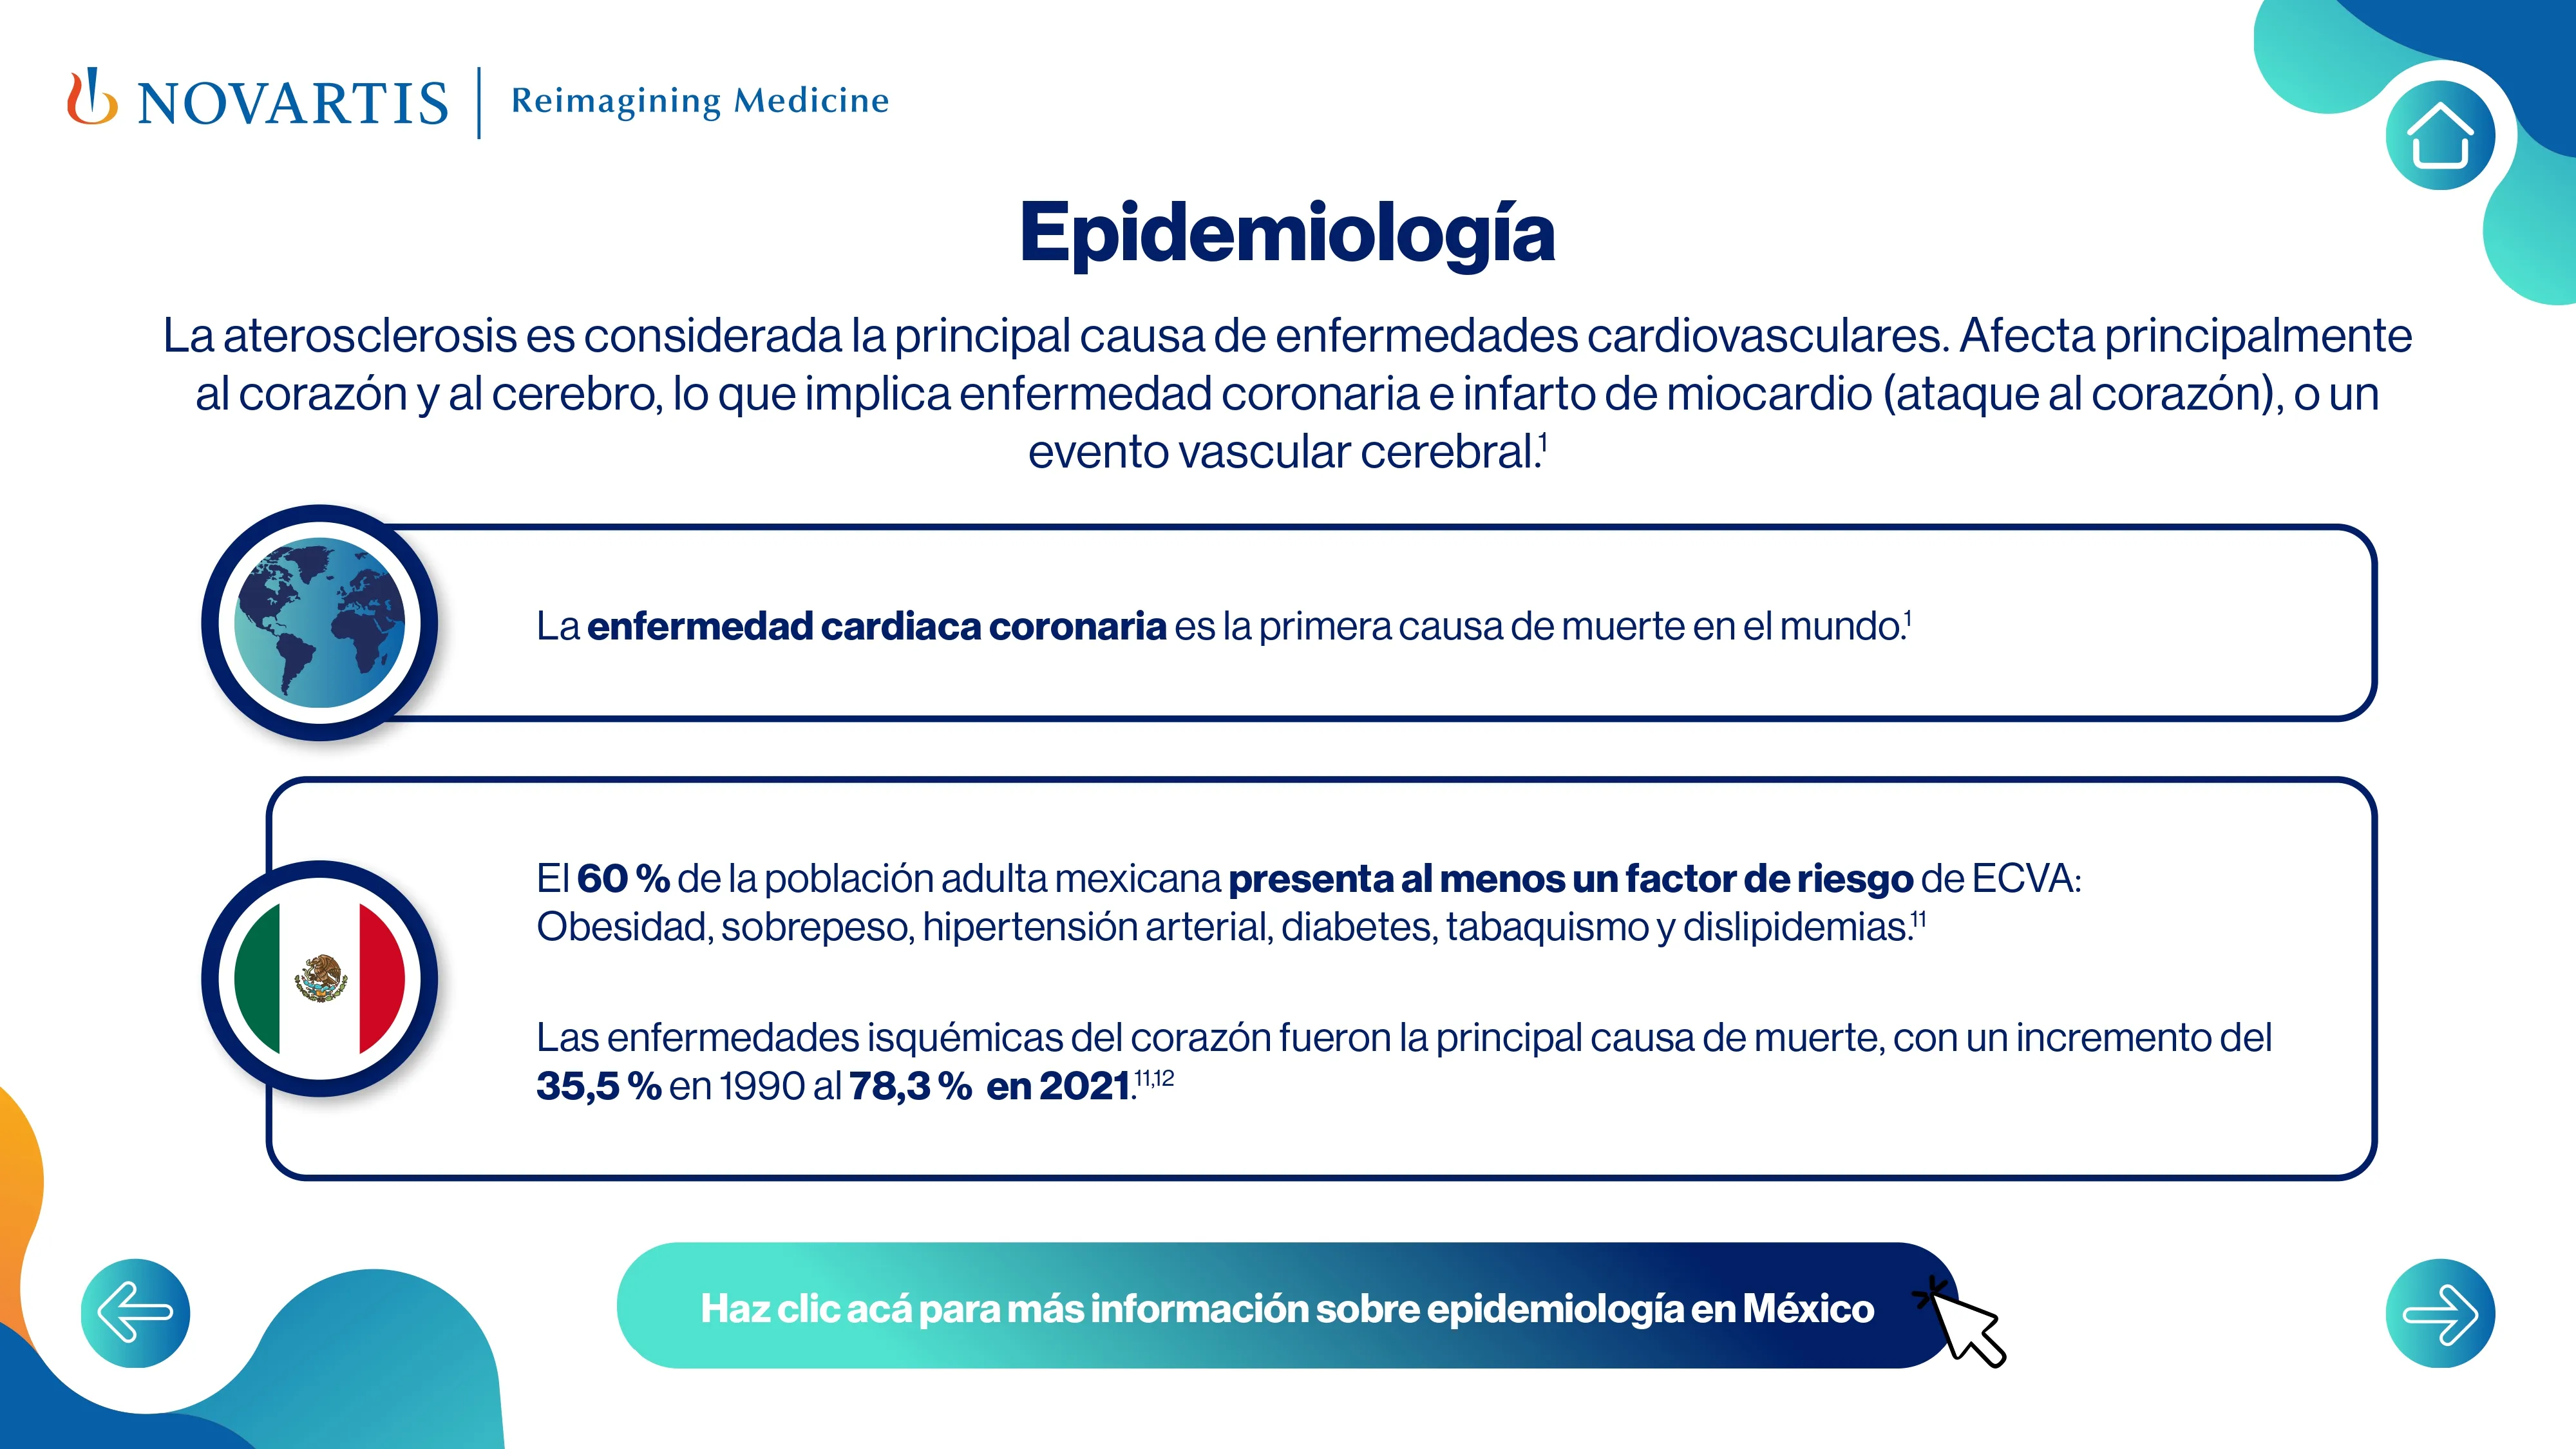 NOVARTIS | Reimagining Medicine
Epidemiología
La aterosclerosis es considerada la principal causa de enfermedades cardiovasculares. Afecta principalmente
al corazón y al cerebro, lo que implica enfermedad coronaria e infarto de miocardio (ataque al corazón), o un
evento vascular cerebral.¹
La enfermedad cardiaca coronaria es la primera causa de muerte en el mundo.¹
El 60 % de la población adulta mexicana presenta al menos un factor de riesgo de ECVA:
Obesidad, sobrepeso, hipertensión arterial, diabetes, tabaquismo y dislipidemias.¹¹
Las enfermedades isquémicas del corazón fueron la principal causa de muerte, con un incremento del
35,5 % en 1990 al 78,3 % en 2021.¹¹,¹²
Haz clic acá para más información sobre epidemiología en México